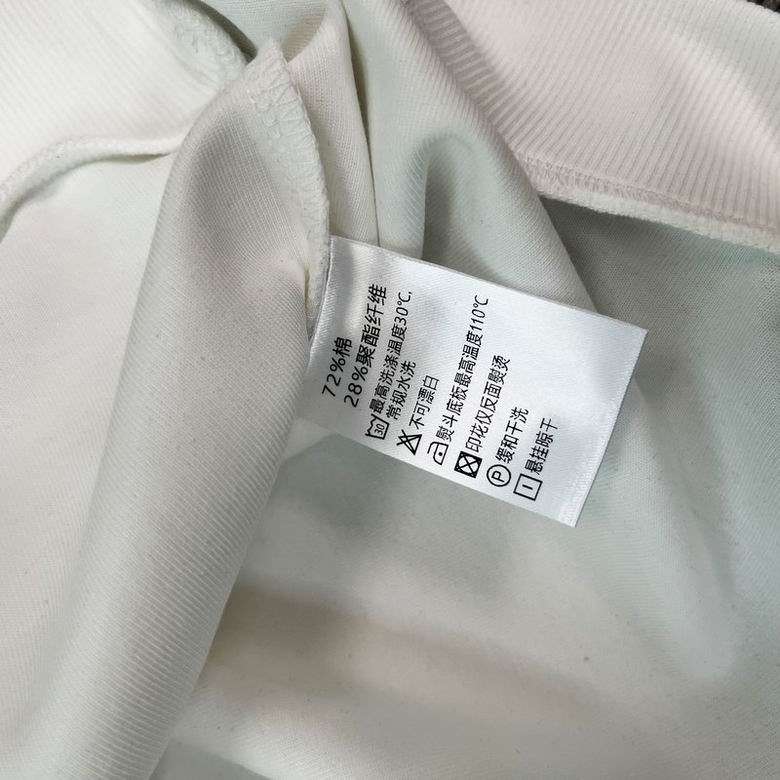 72%棉
28%聚酯纤维
30 最高洗涤温度30℃,
常规水洗
不可漂白
熨斗底板最高温度110℃
印花仅反面熨烫
P 缓和干洗
悬挂晾干